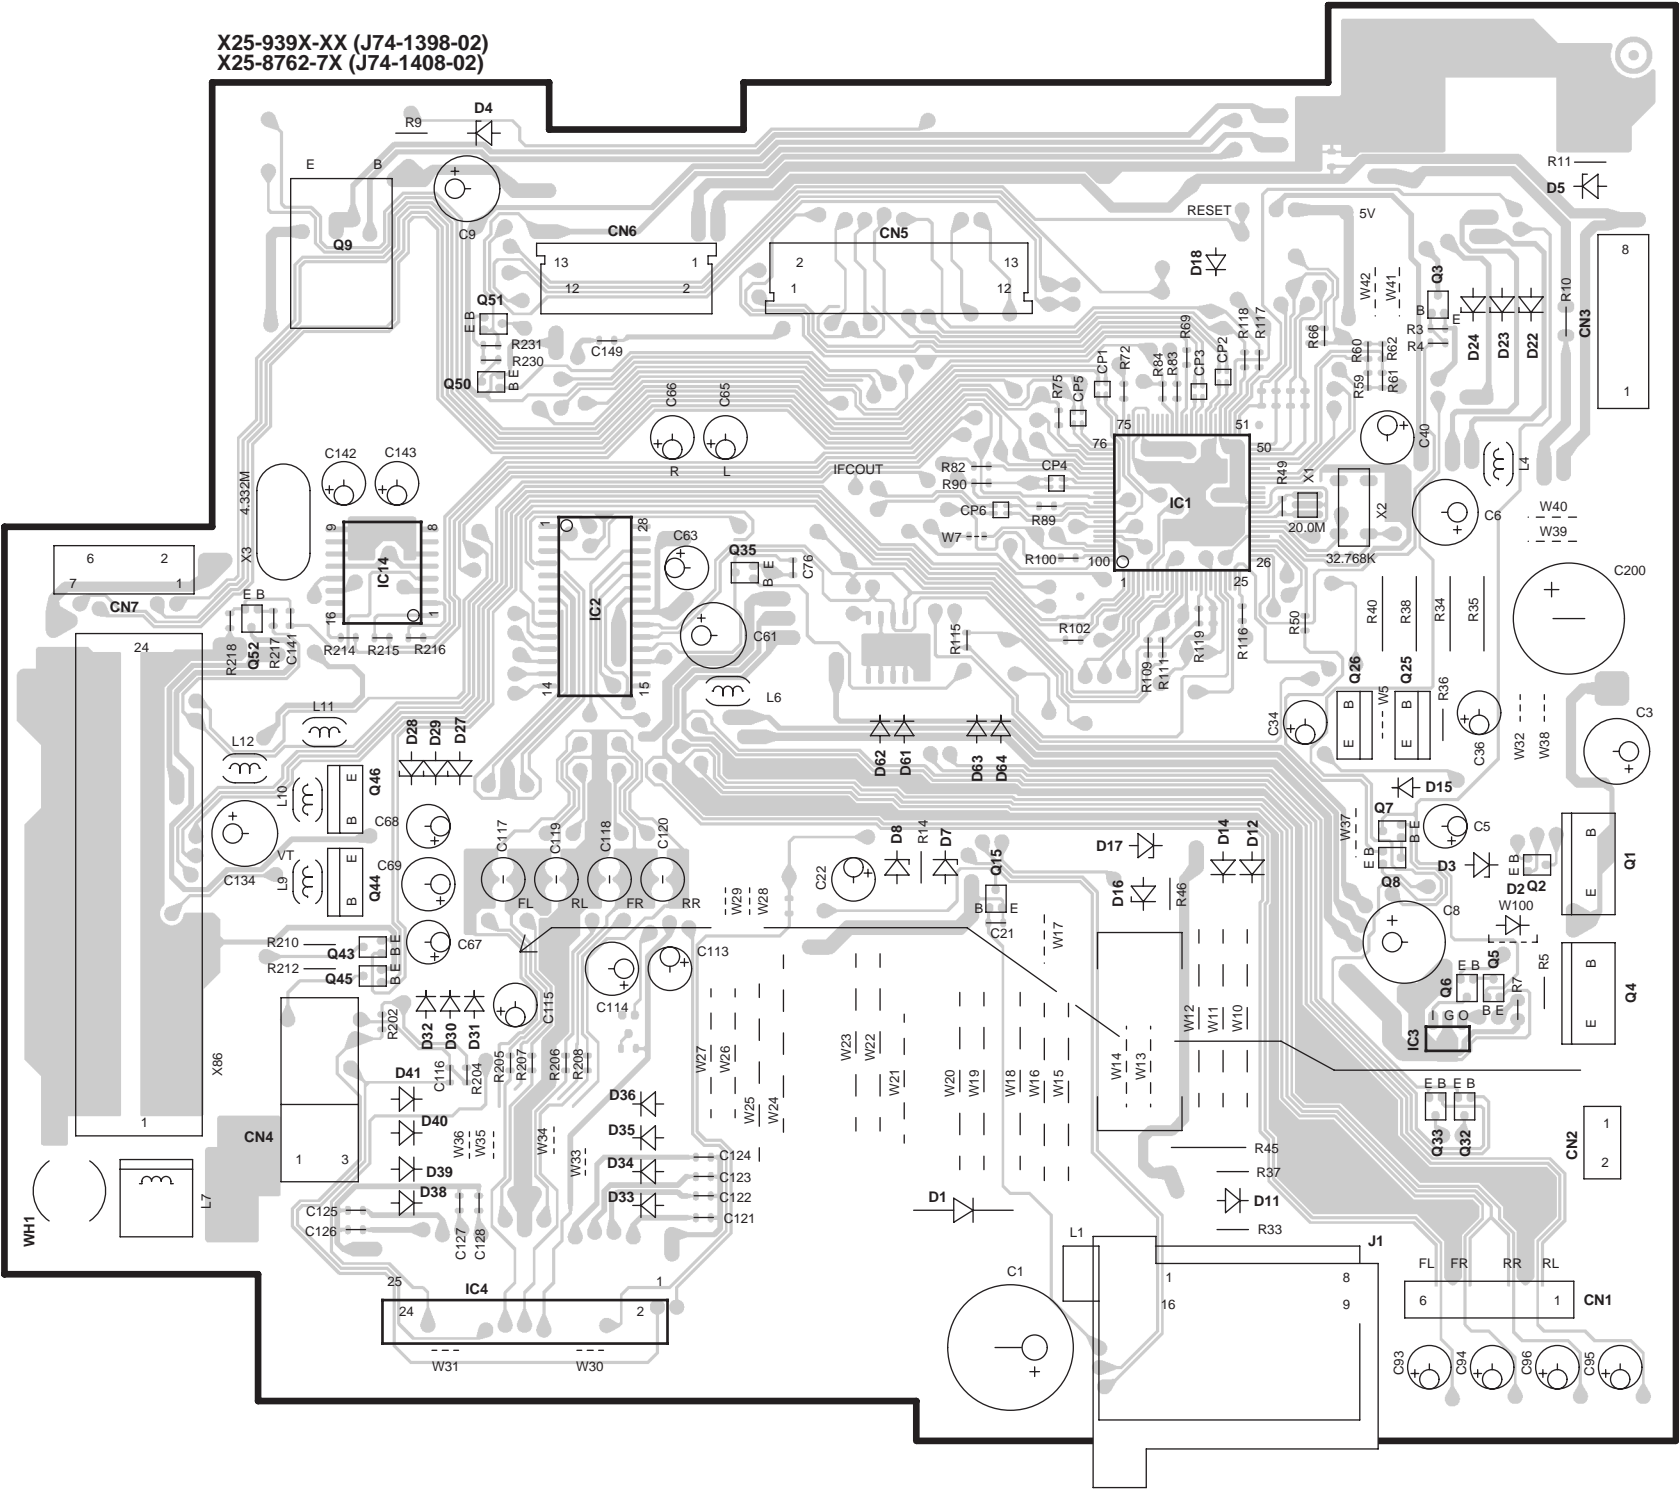 X25-939X-XX (J74-1398-02)
X25-8762-7X (J74-1408-02)
D4
R9
E B
R11
D5
C9
Q9
RESET
5V
CN6
CN5
13 1
12 2
2 13
1 12
D18
W42
W41
Q3
B
E
R3
R4
8
R10
CN3
1
D24
D23
D22
Q51
E B
R231
R230
Q50
B E
C149
R66
R60
R62
R59
R61
R118
R117
R69
CP2
CP3
R83
R84
R72
CP1
CP5
R75
C66
C65
R
L
C142
C143
4.332M
X3
IFCOUT
R82
R90
CP4
CP6
R89
W7
R100
75
51
76
50
IC1
100
26
1
25
R49
X1
20.0M
X2
32.768K
C40
C6
L4
W40
W39
C200
6 2
7 1
CN7
9
8
IC14
16
1
1
28
IC2
14
15
C63
Q35
B E
C76
C61
L6
E B
R218
Q52
R217
C141
R214
R215
R216
24
R115
R102
R109
R111
R119
R116
R50
R40
R38
R34
R35
Q26
Q25
B
E
W5
B
E
R36
C34
C36
W32
W38
C3
L11
L12
D28
D29
D27
D62
D61
D63
D64
D15
L10
Q46
E
B
C68
C134
VT
L9
Q44
E
B
C69
C117
C119
C118
C120
FL
RL
FR
RR
W29
W28
C22
D8
R14
D7
Q15
B E
C21
D17
D16
R46
D14
D12
W37
Q7
B E
E B
Q8
C5
D3
E B
D2
Q2
W100
B
Q1
E
C8
C67
R210
Q43
B E
R212
Q45
B E
C113
C114
C115
W17
Q6
E B
Q5
B E
R7
R5
B
Q4
E
I G O
IC3
R202
D32
D30
D31
X86
C116
R204
R205
R207
R206
R208
W27
W26
W25
W24
W23
W22
W21
W20
W19
W18
W16
W15
W14
W13
W12
W11
W10
D41
D40
D39
D38
D36
D35
D34
D33
W36
W35
W34
W33
C124
C123
C122
C121
E B E B
Q33
Q32
1
CN2
2
1
CN4
1 3
R45
R37
D11
R33
D1
WH1
L7
C125
C126
C127
C128
L1
J1
1 8
16 9
C1
FL FR RR RL
6 1
CN1
25
IC4
1
24
2
W31
W30
C93
C94
C96
C95